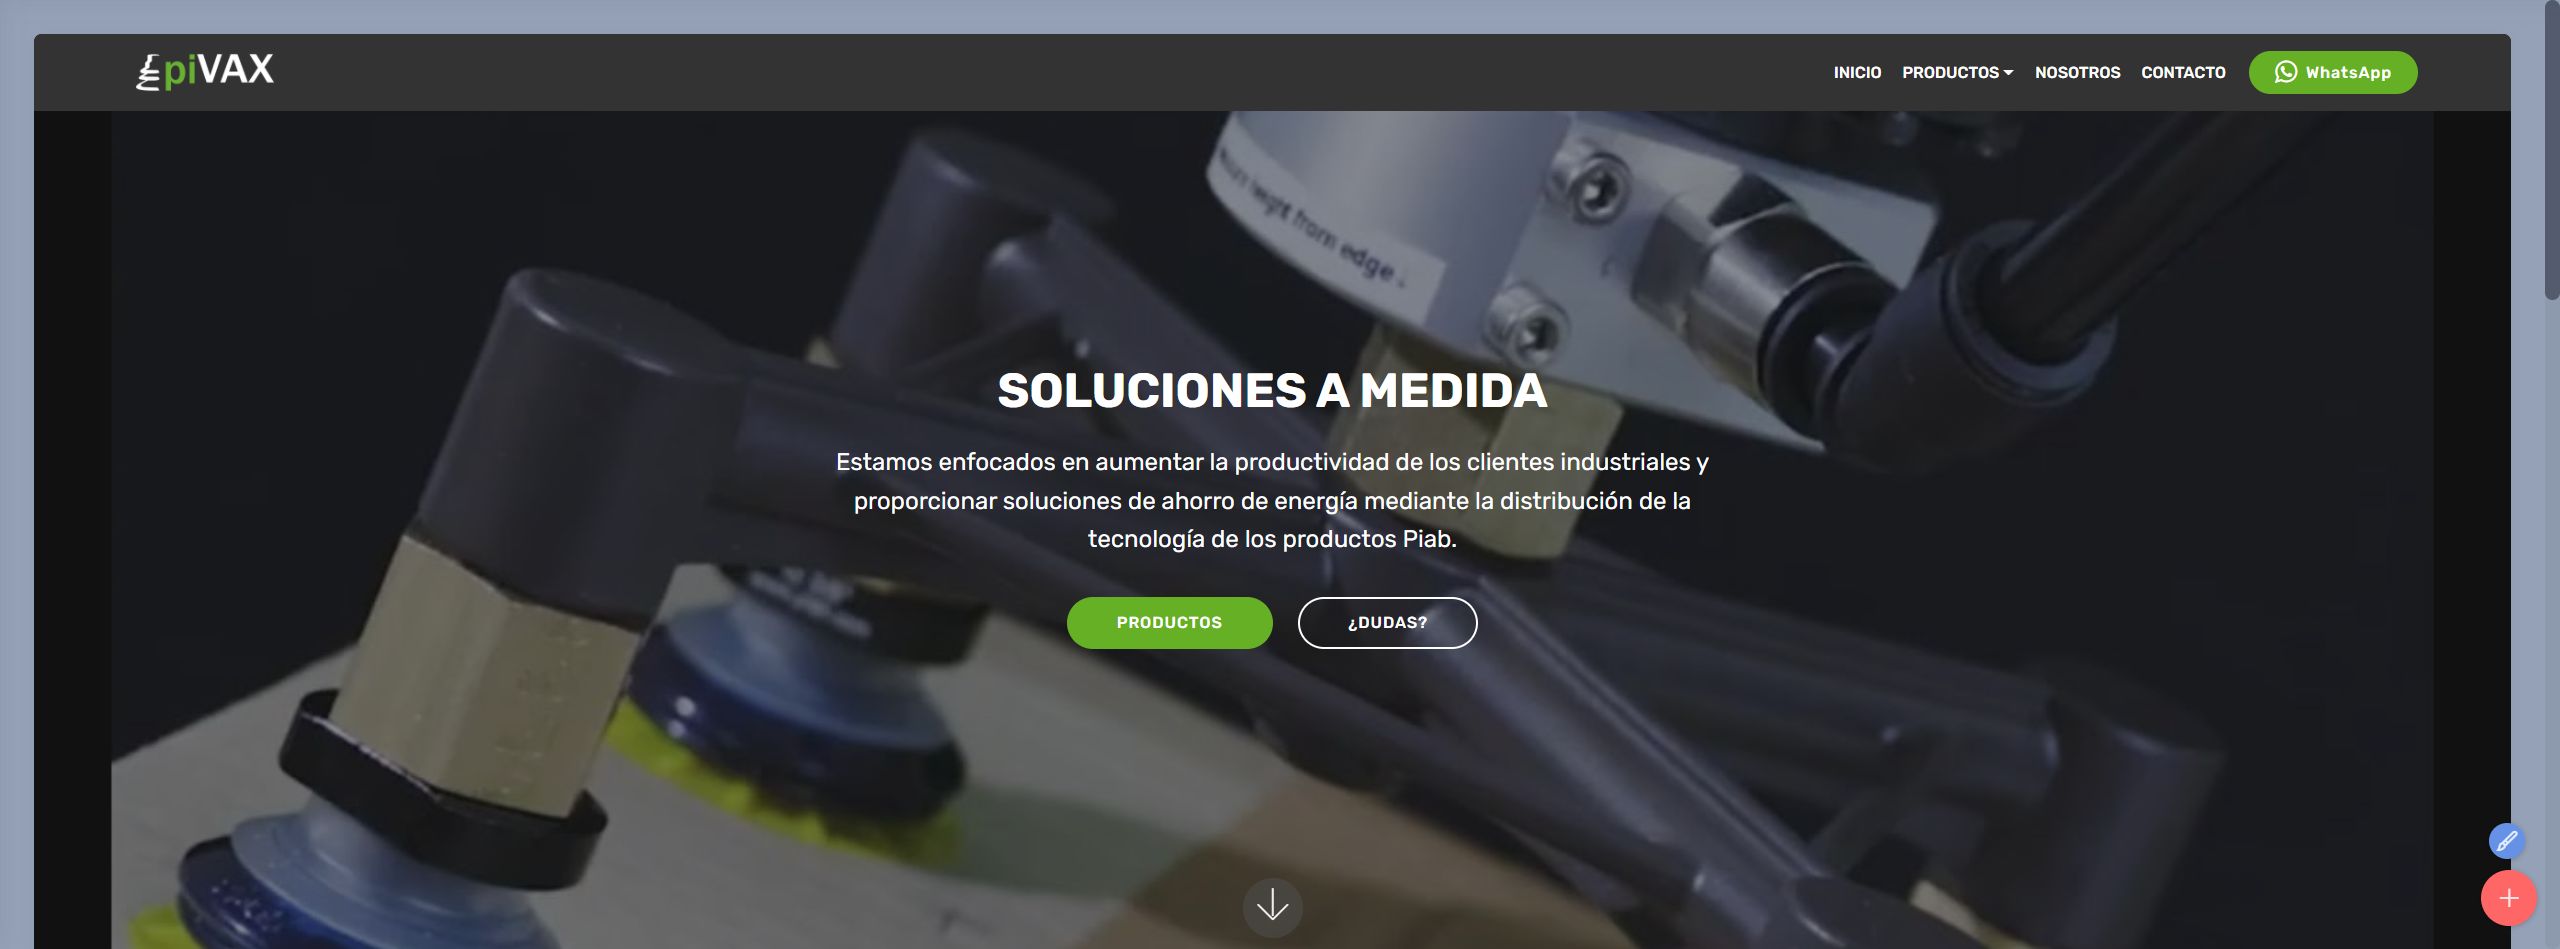 EpiVAX
INICIO PRODUCTOS NOSOTROS CONTACTO WhatsApp
height from edge .
SOLUCIONES A MEDIDA
Estamos enfocados en aumentar la productividad de los clientes industriales y
proporcionar soluciones de ahorro de energía mediante la distribución de la
tecnología de los productos Piab.
PRODUCTOS ¿DUDAS?